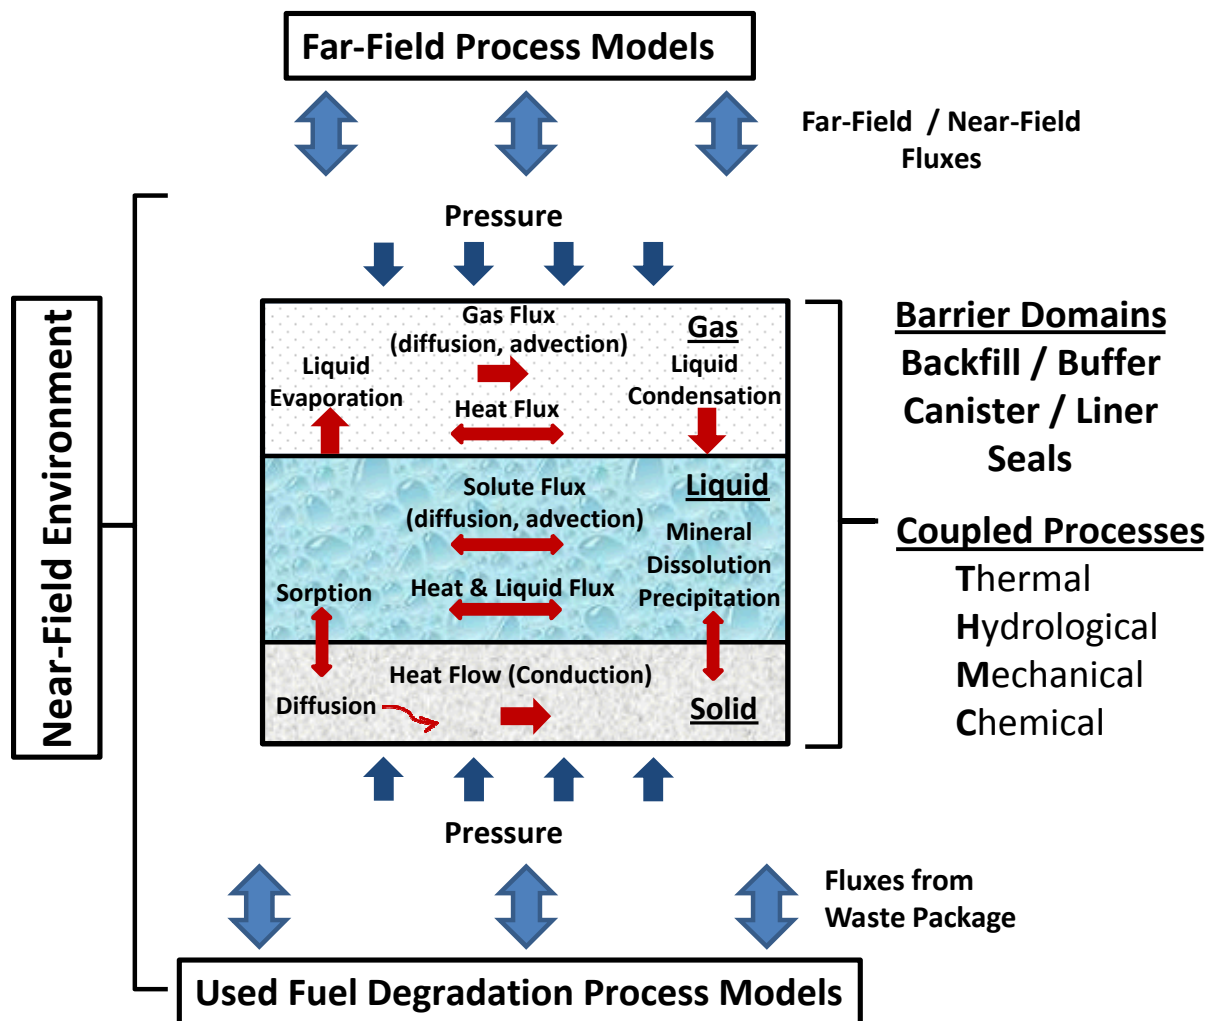 Far-Field Process Models
Far-Field / Near-Field
Fluxes
Pressure
Near-Field Environment
Gas Flux
(diffusion, advection)
Gas
Liquid
Evaporation
Liquid
Condensation
Heat Flux
Solute Flux
(diffusion, advection)
Liquid
Mineral
Dissolution
Precipitation
Sorption
Heat & Liquid Flux
Heat Flow (Conduction)
Diffusion
Solid
Barrier Domains
Backfill / Buffer
Canister / Liner
Seals
Coupled Processes
Thermal
Hydrological
Mechanical
Chemical
Pressure
Fluxes from
Waste Package
Used Fuel Degradation Process Models